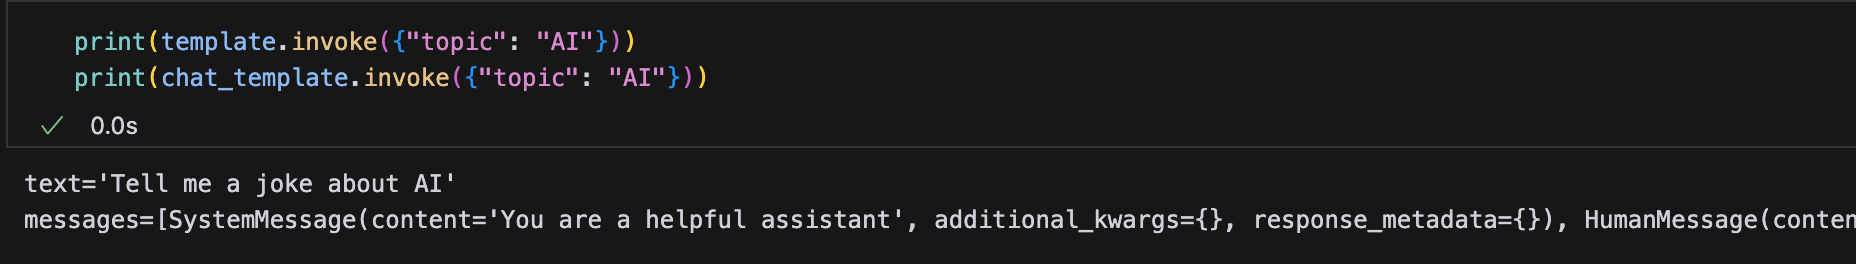 print(template.invoke({"topic": "AI"}))
print(chat_template.invoke({"topic": "AI"}))
0.0s
text='Tell me a joke about AI'
messages=[SystemMessage(content='You are a helpful assistant', additional_kwargs={}, response_metadata={}), HumanMessage(conten